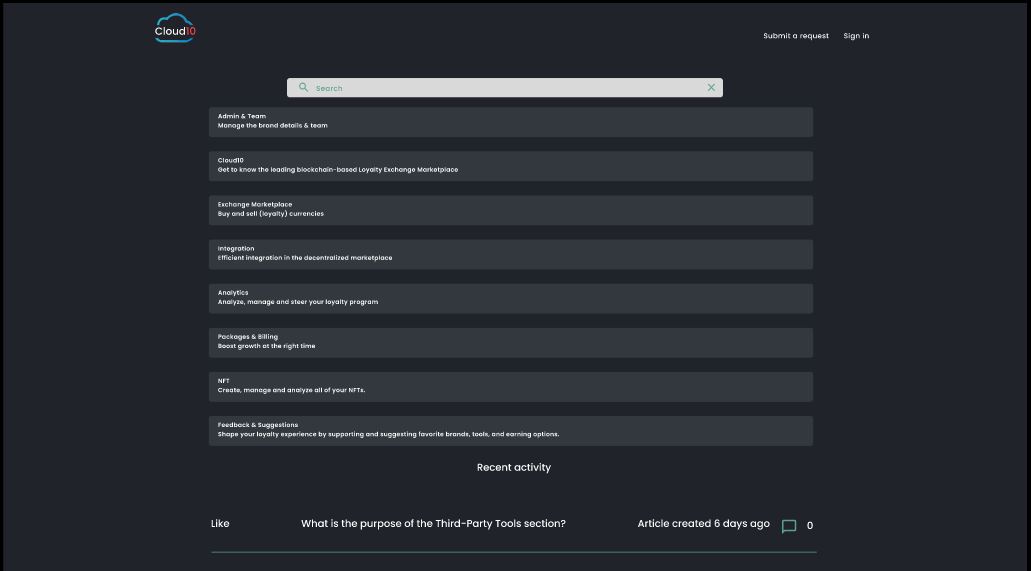 Cloud10
Submit a request Sign in
Search
Admin & Team
Manage the brand details & team
Cloud10
Get to know the leading blockchain-based Loyalty Exchange Marketplace
Exchange Marketplace
Buy and sell (loyalty) currencies
Integration
Efficient integration in the decentralized marketplace
Analytics
Analyze, manage and steer your loyalty program
Packages & Billing
Boost growth at the right time
NFT
Create, manage and analyze all of your NFTs.
Feedback & Suggestions
Shape your loyalty experience by supporting and suggesting favorite brands, tools, and earning options.
Recent activity
Like What is the purpose of the Third-Party Tools section? Article created 6 days ago 0